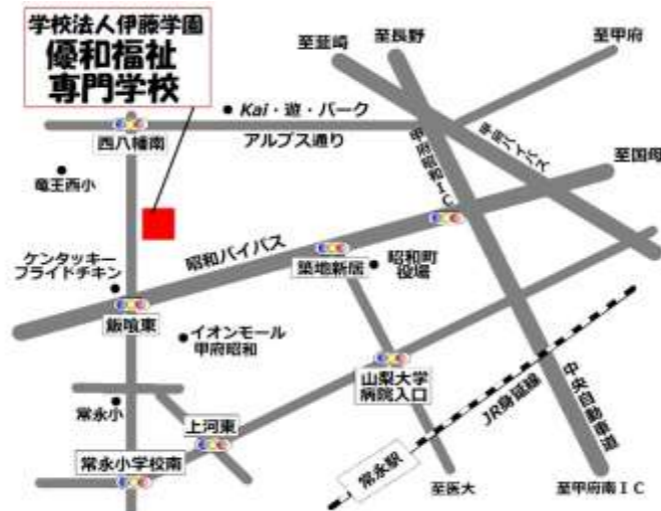 学校法人伊藤学園
優和福祉
専門学校
至韮崎
至長野
至甲府
Kai・遊・パーク
西八幡南
アルプス通り
甲府昭和IC
甲府バイパス
至国母
竜王西小
昭和バイパス
ケンタッキー
フライドチキン
築地新居
昭和町
役場
飯喰東
イオンモール
甲府昭和
山梨大学
病院入口
JR身延線
中央自動車道
常永小
上河東
常永小学校南
常永駅
至医大
至甲府南IC